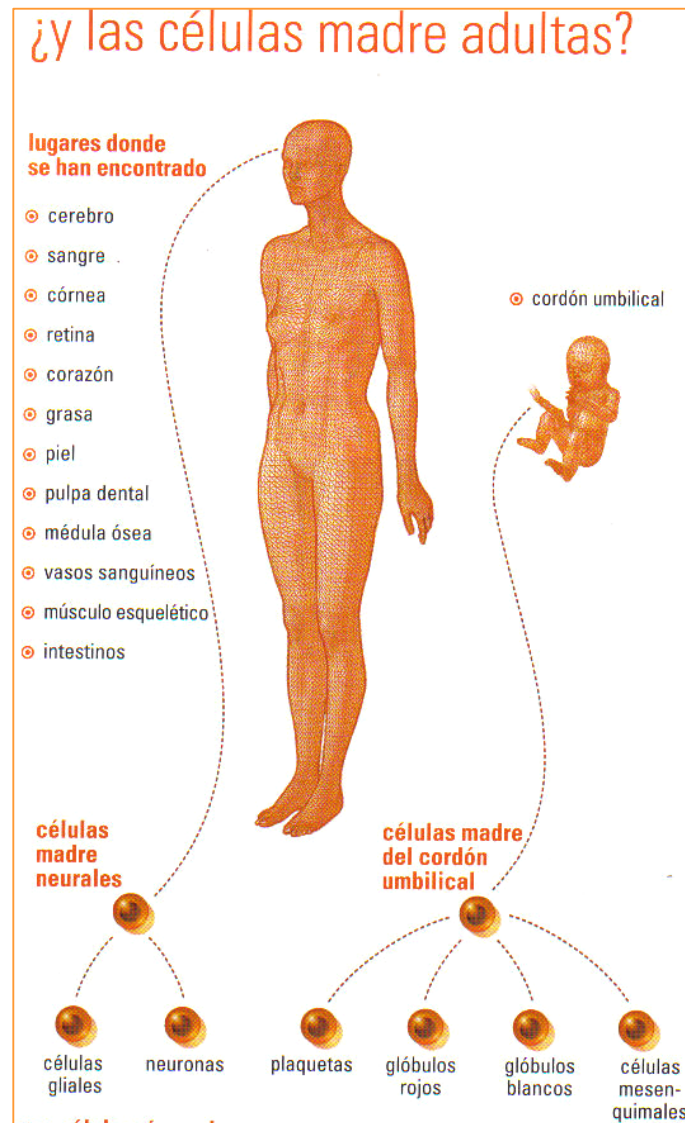 ¿y las células madre adultas?
lugares donde
se han encontrado
cerebro
sangre
córnea
retina
corazón
grasa
piel
pulpa dental
médula ósea
vasos sanguíneos
músculo esquelético
intestinos
cordón umbilical
células
madre
neurales
células madre
del cordón
umbilical
células
gliales
neuronas
plaquetas
glóbulos
rojos
glóbulos
blancos
células
mesen-
quimales